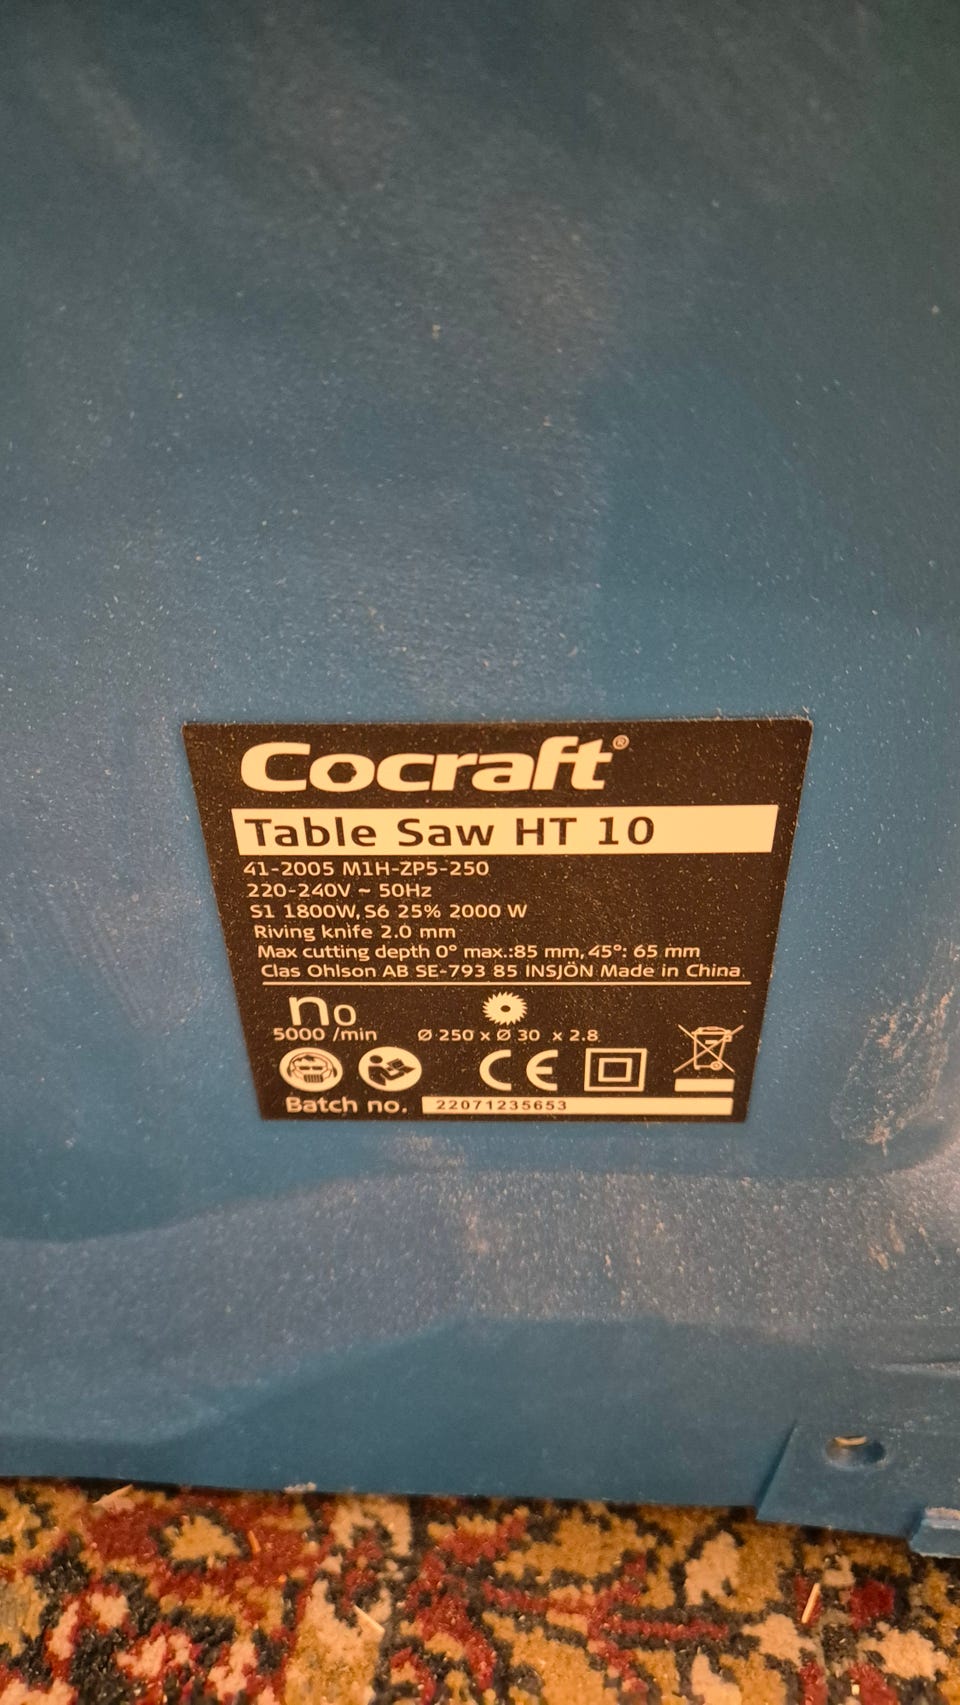 Cocraft®
Table Saw HT 10
41-2005 M1H-ZP5-250
220-240V ~ 50Hz
S1 1800W, S6 25% 2000 W
Riving knife 2.0 mm
Max cutting depth 0° max.:85 mm, 45°: 65 mm
Clas Ohlson AB SE-793 85 INSJÖN Made in China
n0
5000 /min
Ø 250 x Ø 30 x 2.8
CE
Batch no. 22071235653